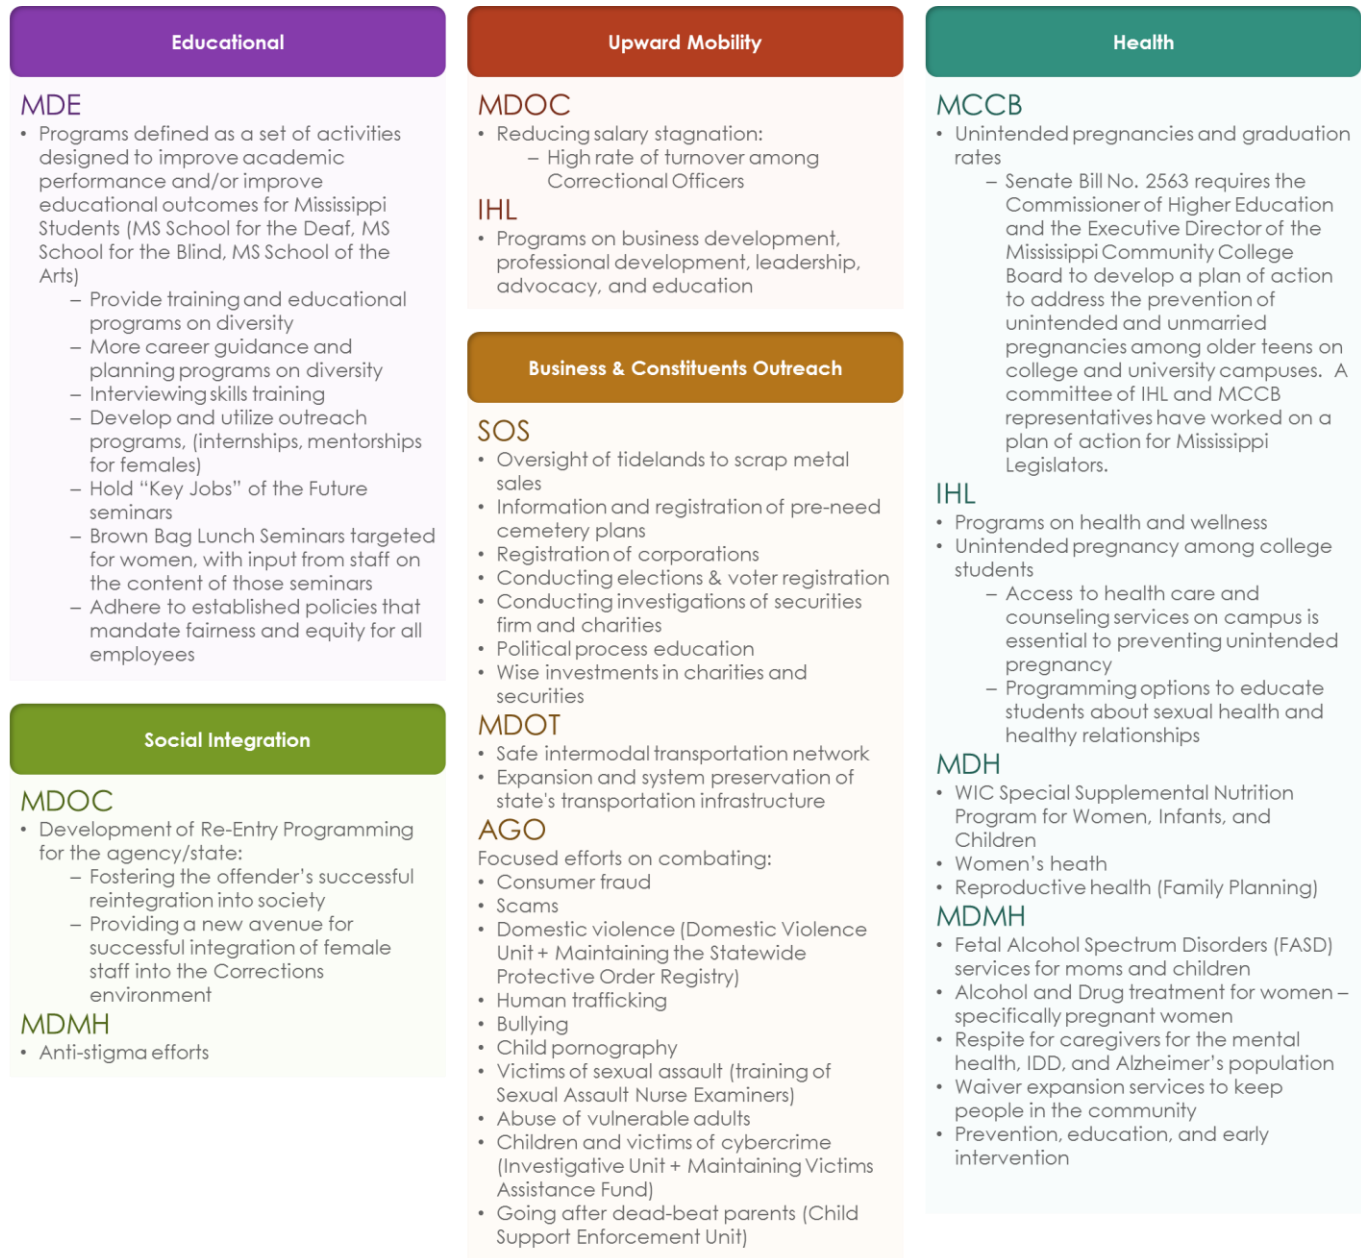 Educational
MDE
• Programs defined as a set of activities
designed to improve academic
performance and/or improve
educational outcomes for Mississippi
Students (MS School for the Deaf, MS
School for the Blind, MS School of the
Arts)
– Provide training and educational
programs on diversity
– More career guidance and
planning programs on diversity
– Interviewing skills training
– Develop and utilize outreach
programs, (internships, mentorships
for females)
– Hold “Key Jobs” of the Future
seminars
– Brown Bag Lunch Seminars targeted
for women, with input from staff on
the content of those seminars
– Adhere to established policies that
mandate fairness and equity for all
employees
Social Integration
MDOC
• Development of Re-Entry Programming
for the agency/state:
– Fostering the offender’s successful
reintegration into society
– Providing a new avenue for
successful integration of female
staff into the Corrections
environment
MDMH
• Anti-stigma efforts
Upward Mobility
MDOC
• Reducing salary stagnation:
– High rate of turnover among
Correctional Officers
IHL
• Programs on business development,
professional development, leadership,
advocacy, and education
Business & Constituents Outreach
SOS
• Oversight of tidelands to scrap metal
sales
• Information and registration of pre-need
cemetery plans
• Registration of corporations
• Conducting elections & voter registration
• Conducting investigations of securities
firm and charities
• Political process education
• Wise investments in charities and
securities
MDOT
• Safe intermodal transportation network
• Expansion and system preservation of
state's transportation infrastructure
AGO
Focused efforts on combating:
• Consumer fraud
• Scams
• Domestic violence (Domestic Violence
Unit + Maintaining the Statewide
Protective Order Registry)
• Human trafficking
• Bullying
• Child pornography
• Victims of sexual assault (training of
Sexual Assault Nurse Examiners)
• Abuse of vulnerable adults
• Children and victims of cybercrime
(Investigative Unit + Maintaining Victims
Assistance Fund)
• Going after dead-beat parents (Child
Support Enforcement Unit)
Health
MCCB
• Unintended pregnancies and graduation
rates
– Senate Bill No. 2563 requires the
Commissioner of Higher Education
and the Executive Director of the
Mississippi Community College
Board to develop a plan of action
to address the prevention of
unintended and unmarried
pregnancies among older teens on
college and university campuses. A
committee of IHL and MCCB
representatives have worked on a
plan of action for Mississippi
Legislators.
IHL
• Programs on health and wellness
• Unintended pregnancy among college
students
– Access to health care and
counseling services on campus is
essential to preventing unintended
pregnancy
– Programming options to educate
students about sexual health and
healthy relationships
MDH
• WIC Special Supplemental Nutrition
Program for Women, Infants, and
Children
• Women’s heath
• Reproductive health (Family Planning)
MDMH
• Fetal Alcohol Spectrum Disorders (FASD)
services for moms and children
• Alcohol and Drug treatment for women –
specifically pregnant women
• Respite for caregivers for the mental
health, IDD, and Alzheimer’s population
• Waiver expansion services to keep
people in the community
• Prevention, education, and early
intervention